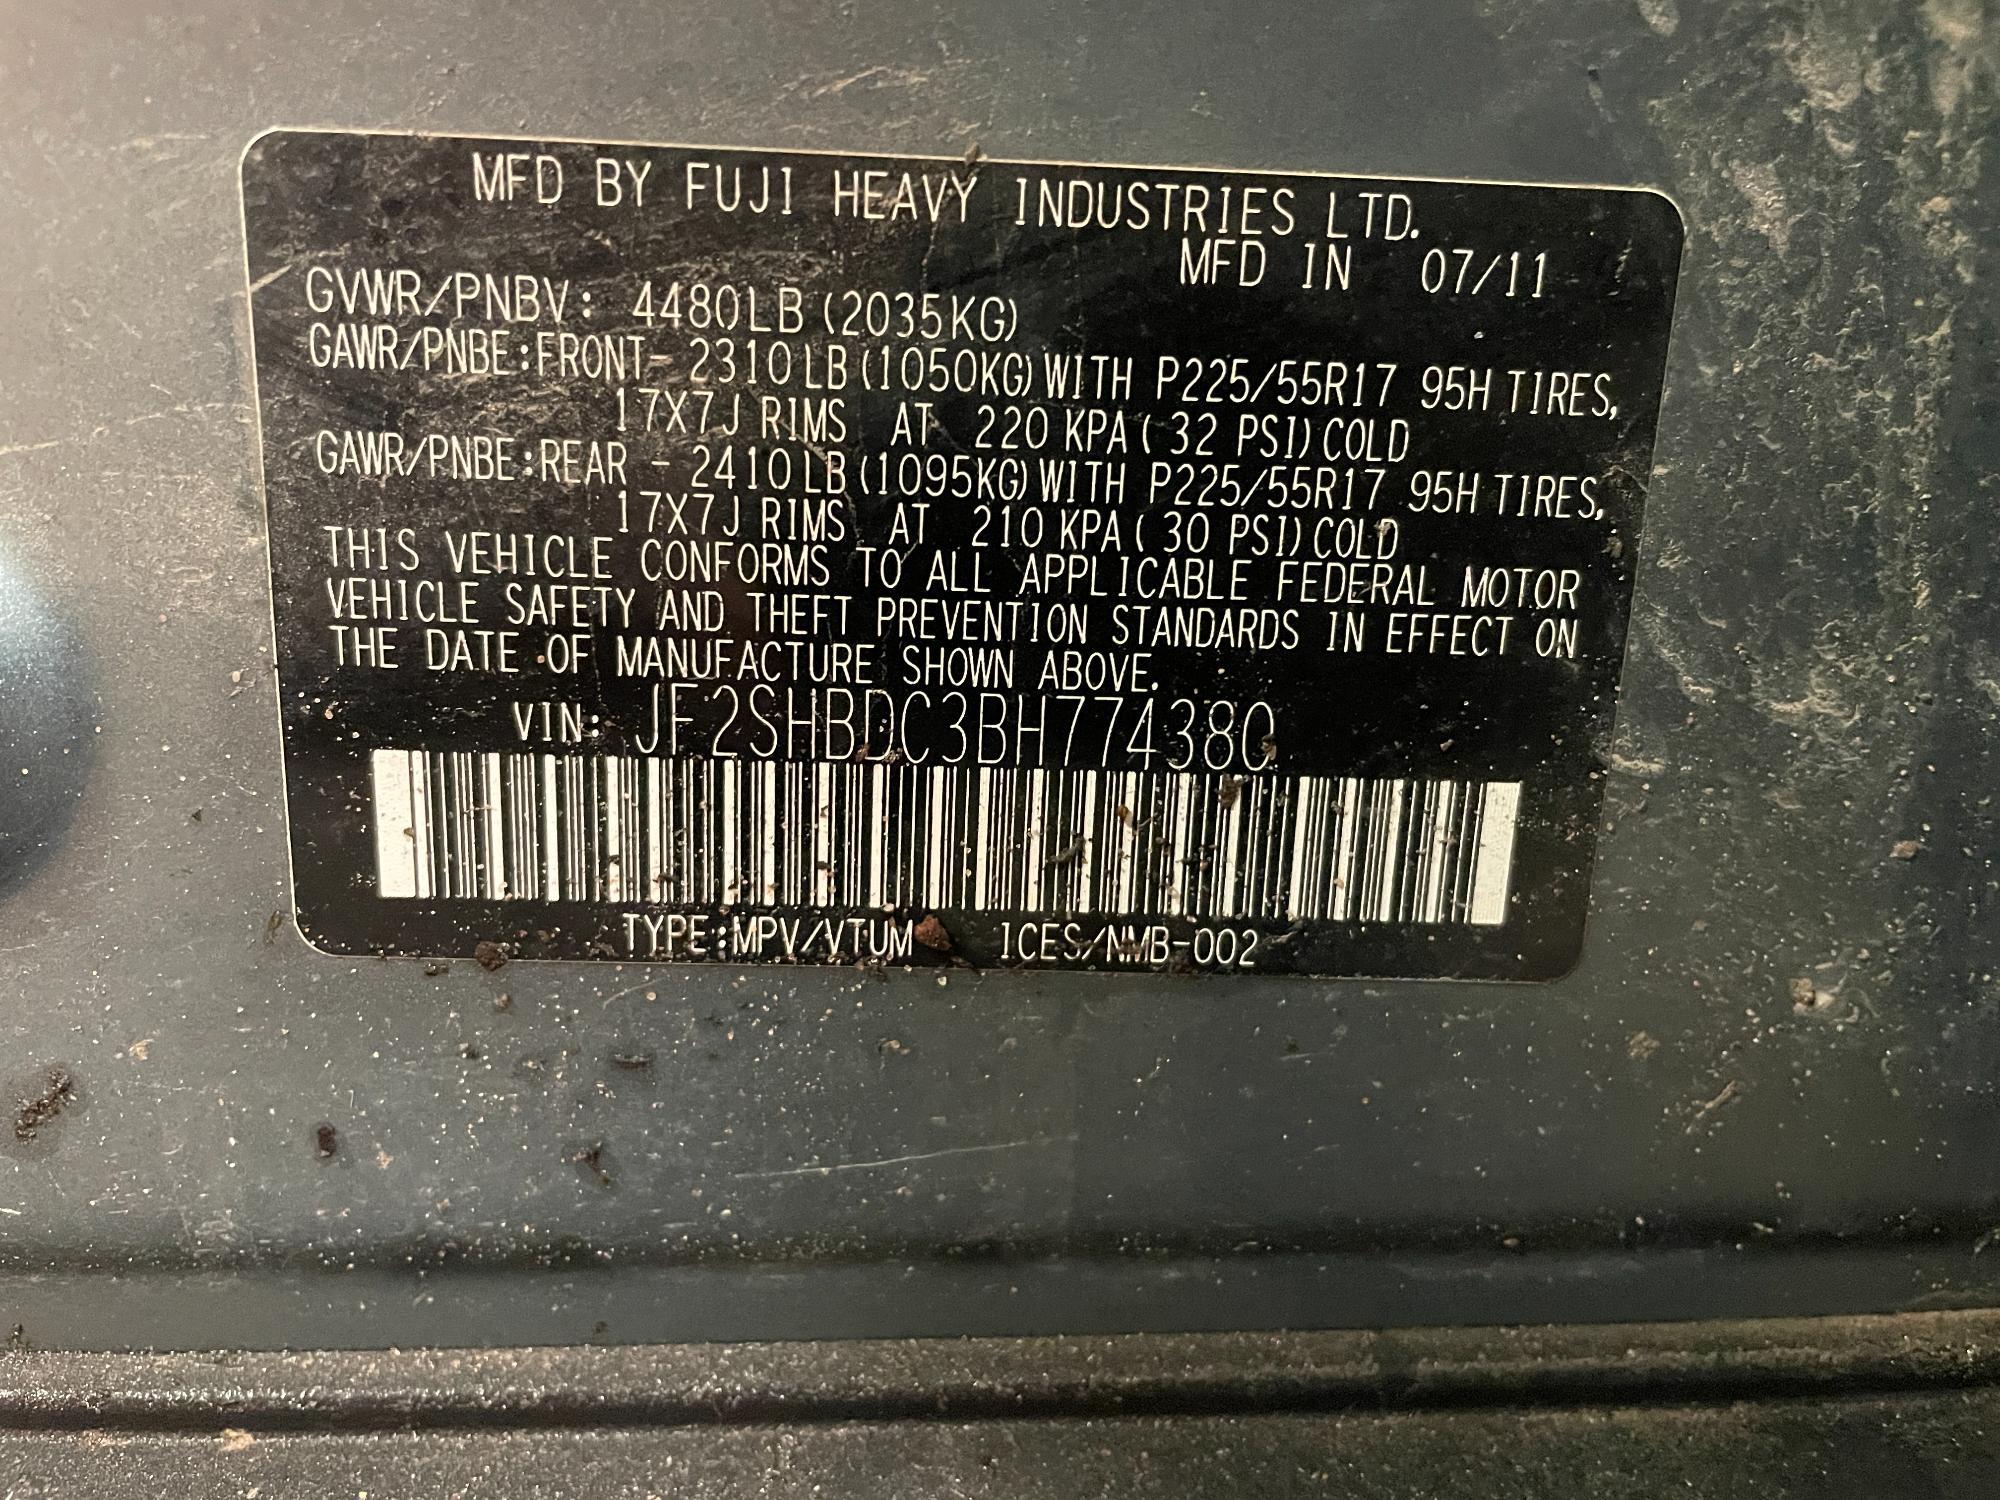 MFD BY FUJI HEAVY INDUSTRIES LTD.
MFD IN 07/11
GVWR/PNBV: 4480LB (2035KG)
GAWR/PNBE:FRONT- 2310LB (1050KG) WITH P225/55R17 95H TIRES,
17X7J RIMS AT 220 KPA ( 32 PSI) COLD
GAWR/PNBE:REAR - 2410LB (1095KG) WITH P225/55R17 95H TIRES,
17X7J RIMS AT 210 KPA ( 30 PSI) COLD
THIS VEHICLE CONFORMS TO ALL APPLICABLE FEDERAL MOTOR
VEHICLE SAFETY AND THEFT PREVENTION STANDARDS IN EFFECT ON
THE DATE OF MANUFACTURE SHOWN ABOVE.
VIN: JF2SHBDC3BH774380
TYPE:MPV/VTUM ICES/NMB-002